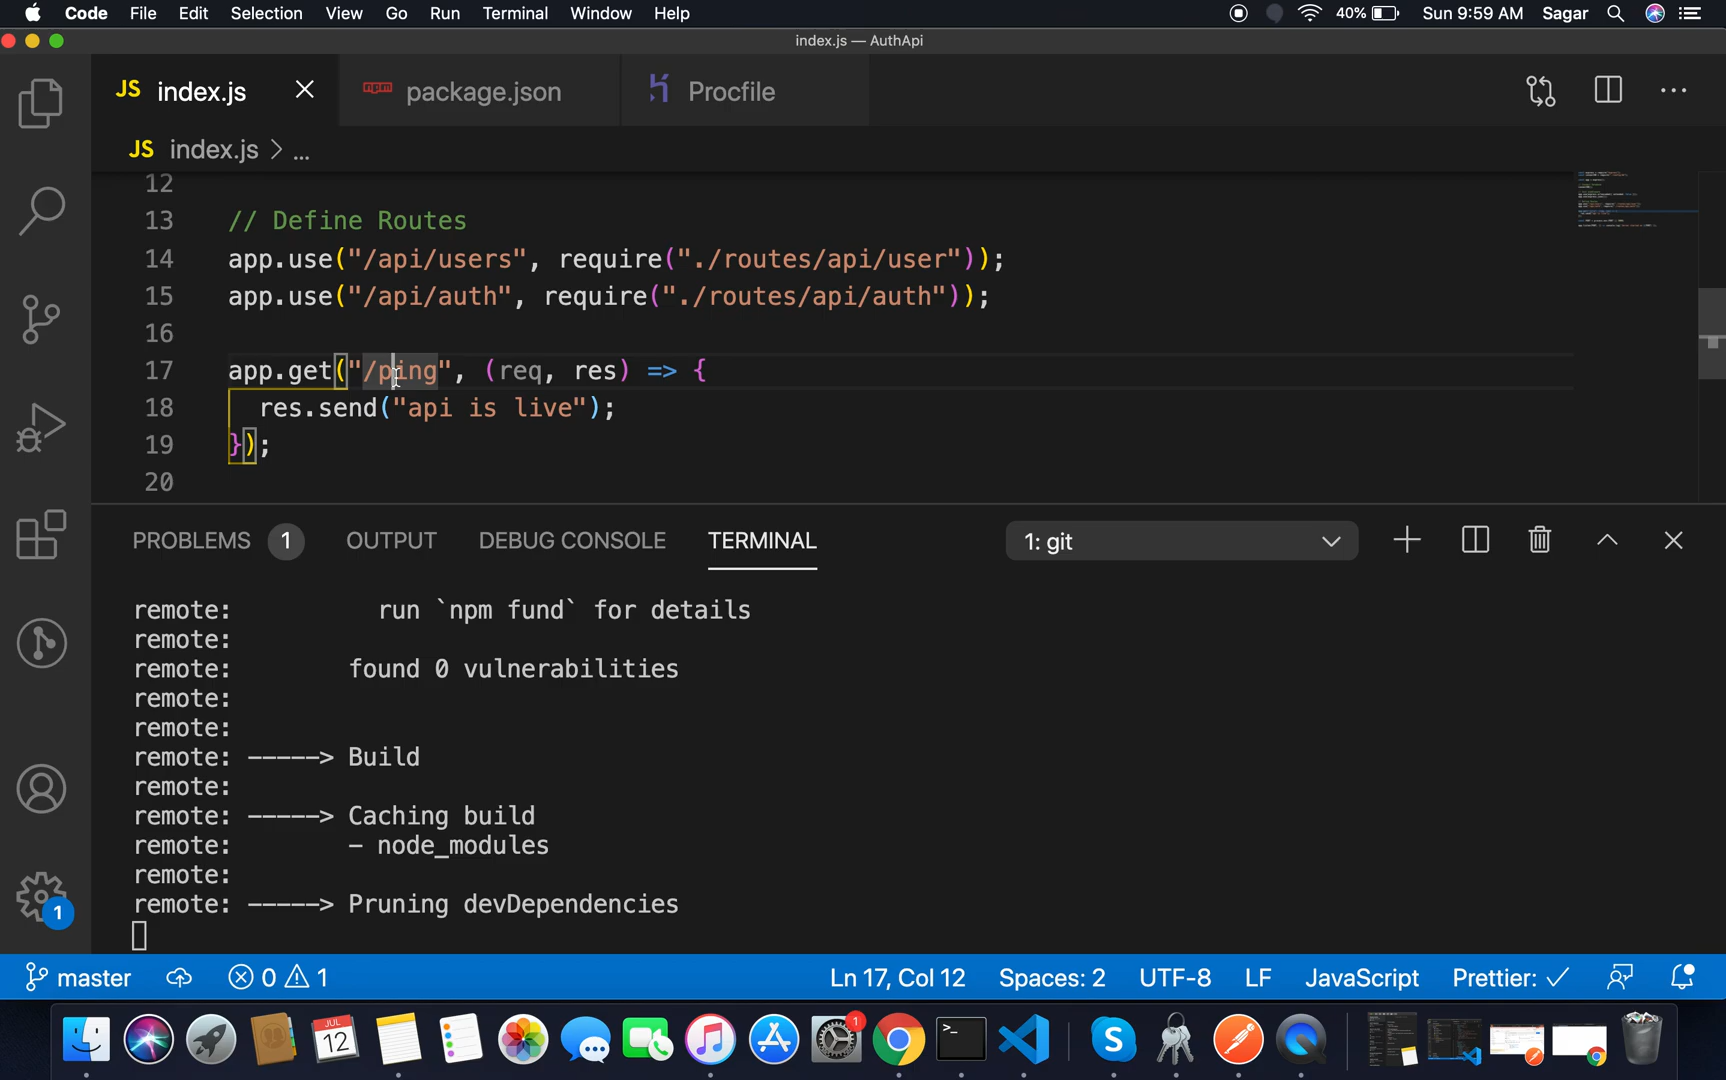 Code File Edit Selection View Go Run Terminal Window Help 40% Sun 9:59 AM Sagar
index.js — AuthApi
JS index.js package.json Procfile
JS index.js > ...
12
13 // Define Routes
14 app.use("/api/users", require("./routes/api/user"));
15 app.use("/api/auth", require("./routes/api/auth"));
16
17 app.get("/ping", (req, res) => {
18 res.send("api is live");
19 });
20
PROBLEMS 1 OUTPUT DEBUG CONSOLE TERMINAL 1: git
remote: run `npm fund` for details
remote:
remote: found 0 vulnerabilities
remote:
remote:
remote: -----> Build
remote:
remote: -----> Caching build
remote: - node_modules
remote:
remote: -----> Pruning devDependencies
1
master 0 1 Ln 17, Col 12 Spaces: 2 UTF-8 LF JavaScript Prettier: ✓
JUL
12
1